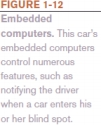 FIGURE 1-12
Embedded
computers. This car's
embedded computers
control numerous
features, such as
notifying the driver
when a car enters his
or her blind spot.